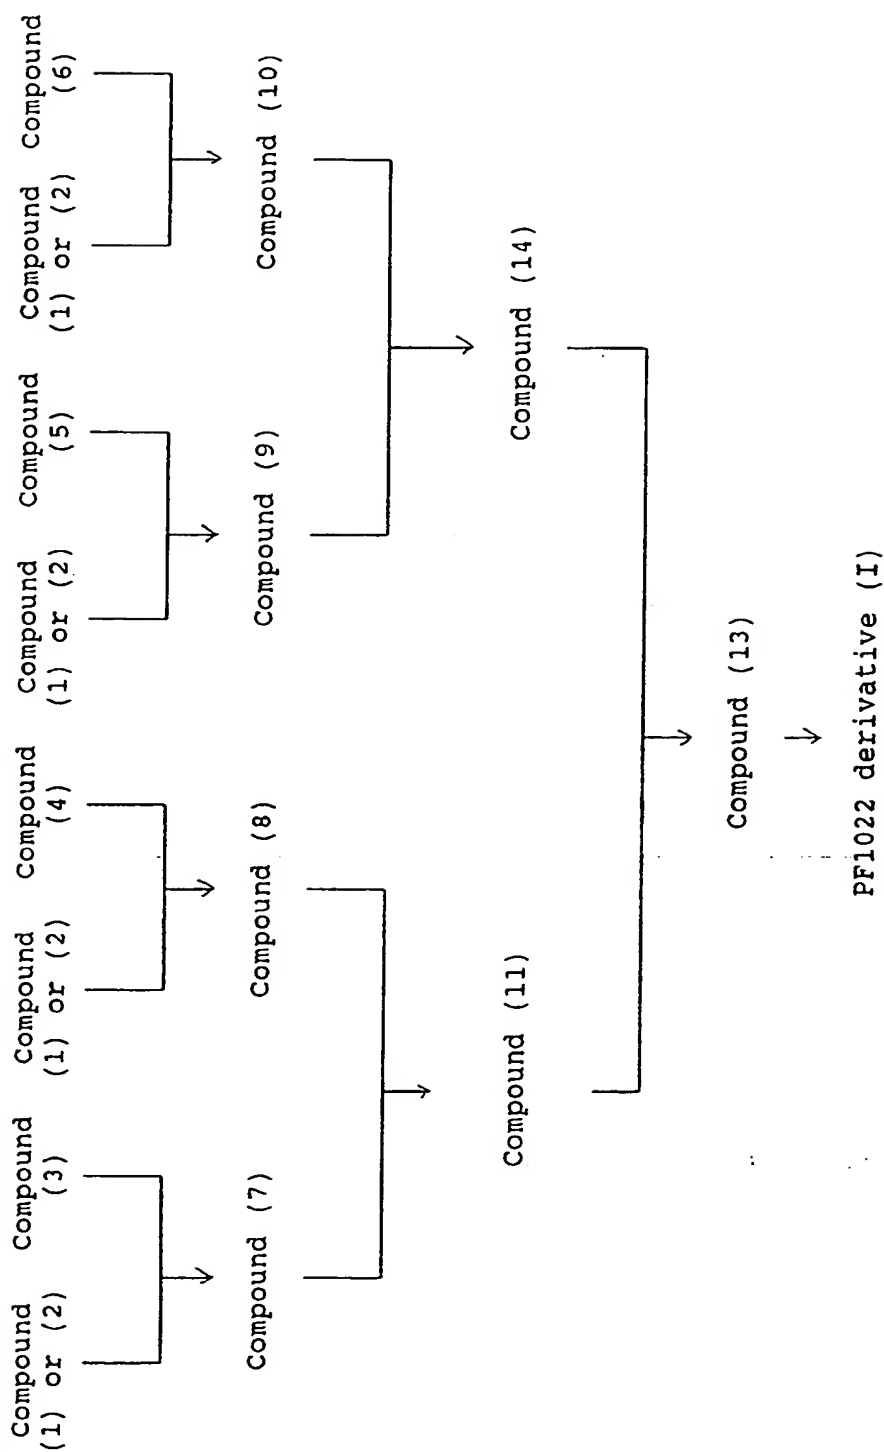 Compound
(1) or (2)
Compound
(3)
Compound
(1) or (2)
Compound
(4)
Compound
(1) or (2)
Compound
(5)
Compound
(1) or (2)
Compound
(6)
Compound (7)
Compound (8)
Compound (9)
Compound (10)
Compound (11)
Compound (14)
Compound (13)
PF1022 derivative (I)